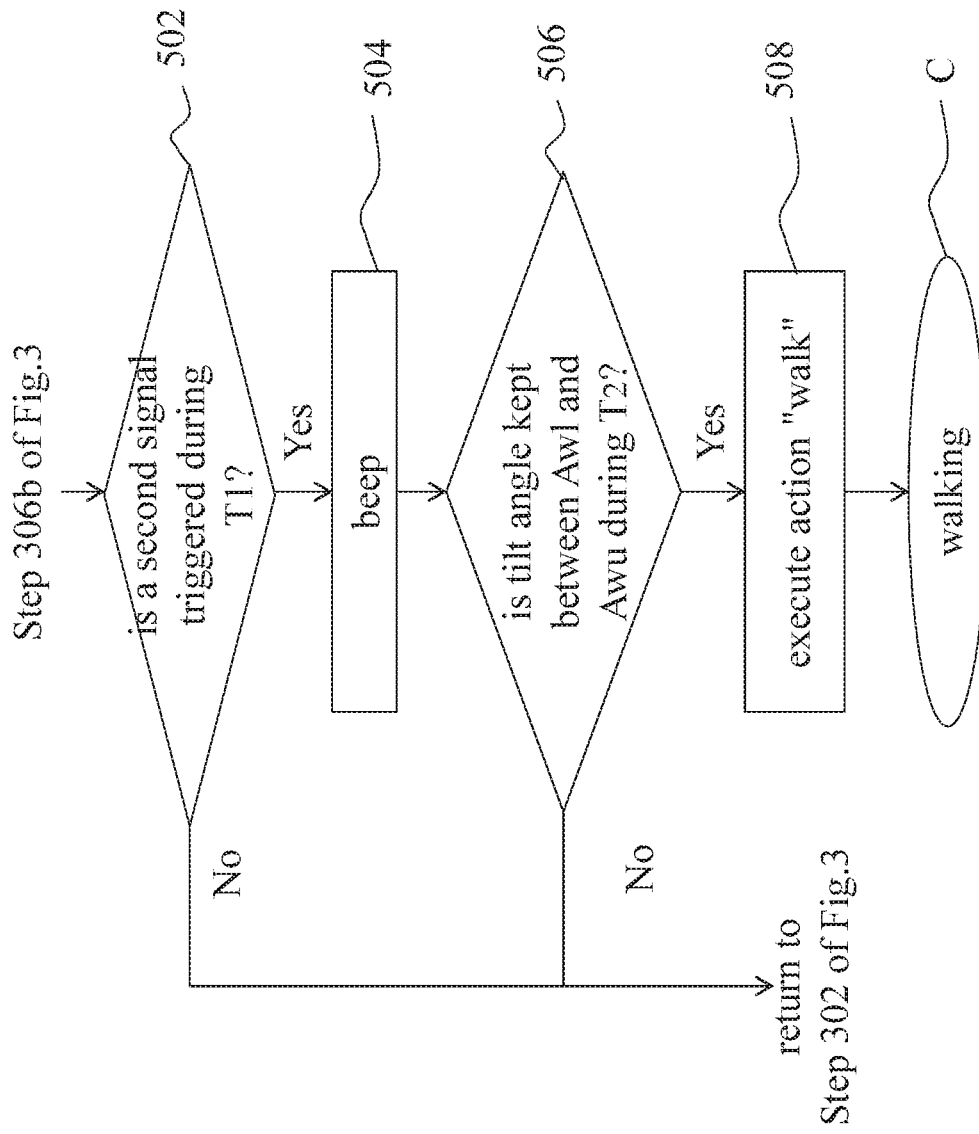 Step 306b of Fig.3
is a second signal
triggered during
T1?
502
Yes
No
beep
504
is tilt angle kept
between Awl and
Awu during T2?
506
Yes
No
return to
Step 302 of Fig.3
execute action "walk"
508
walking
C